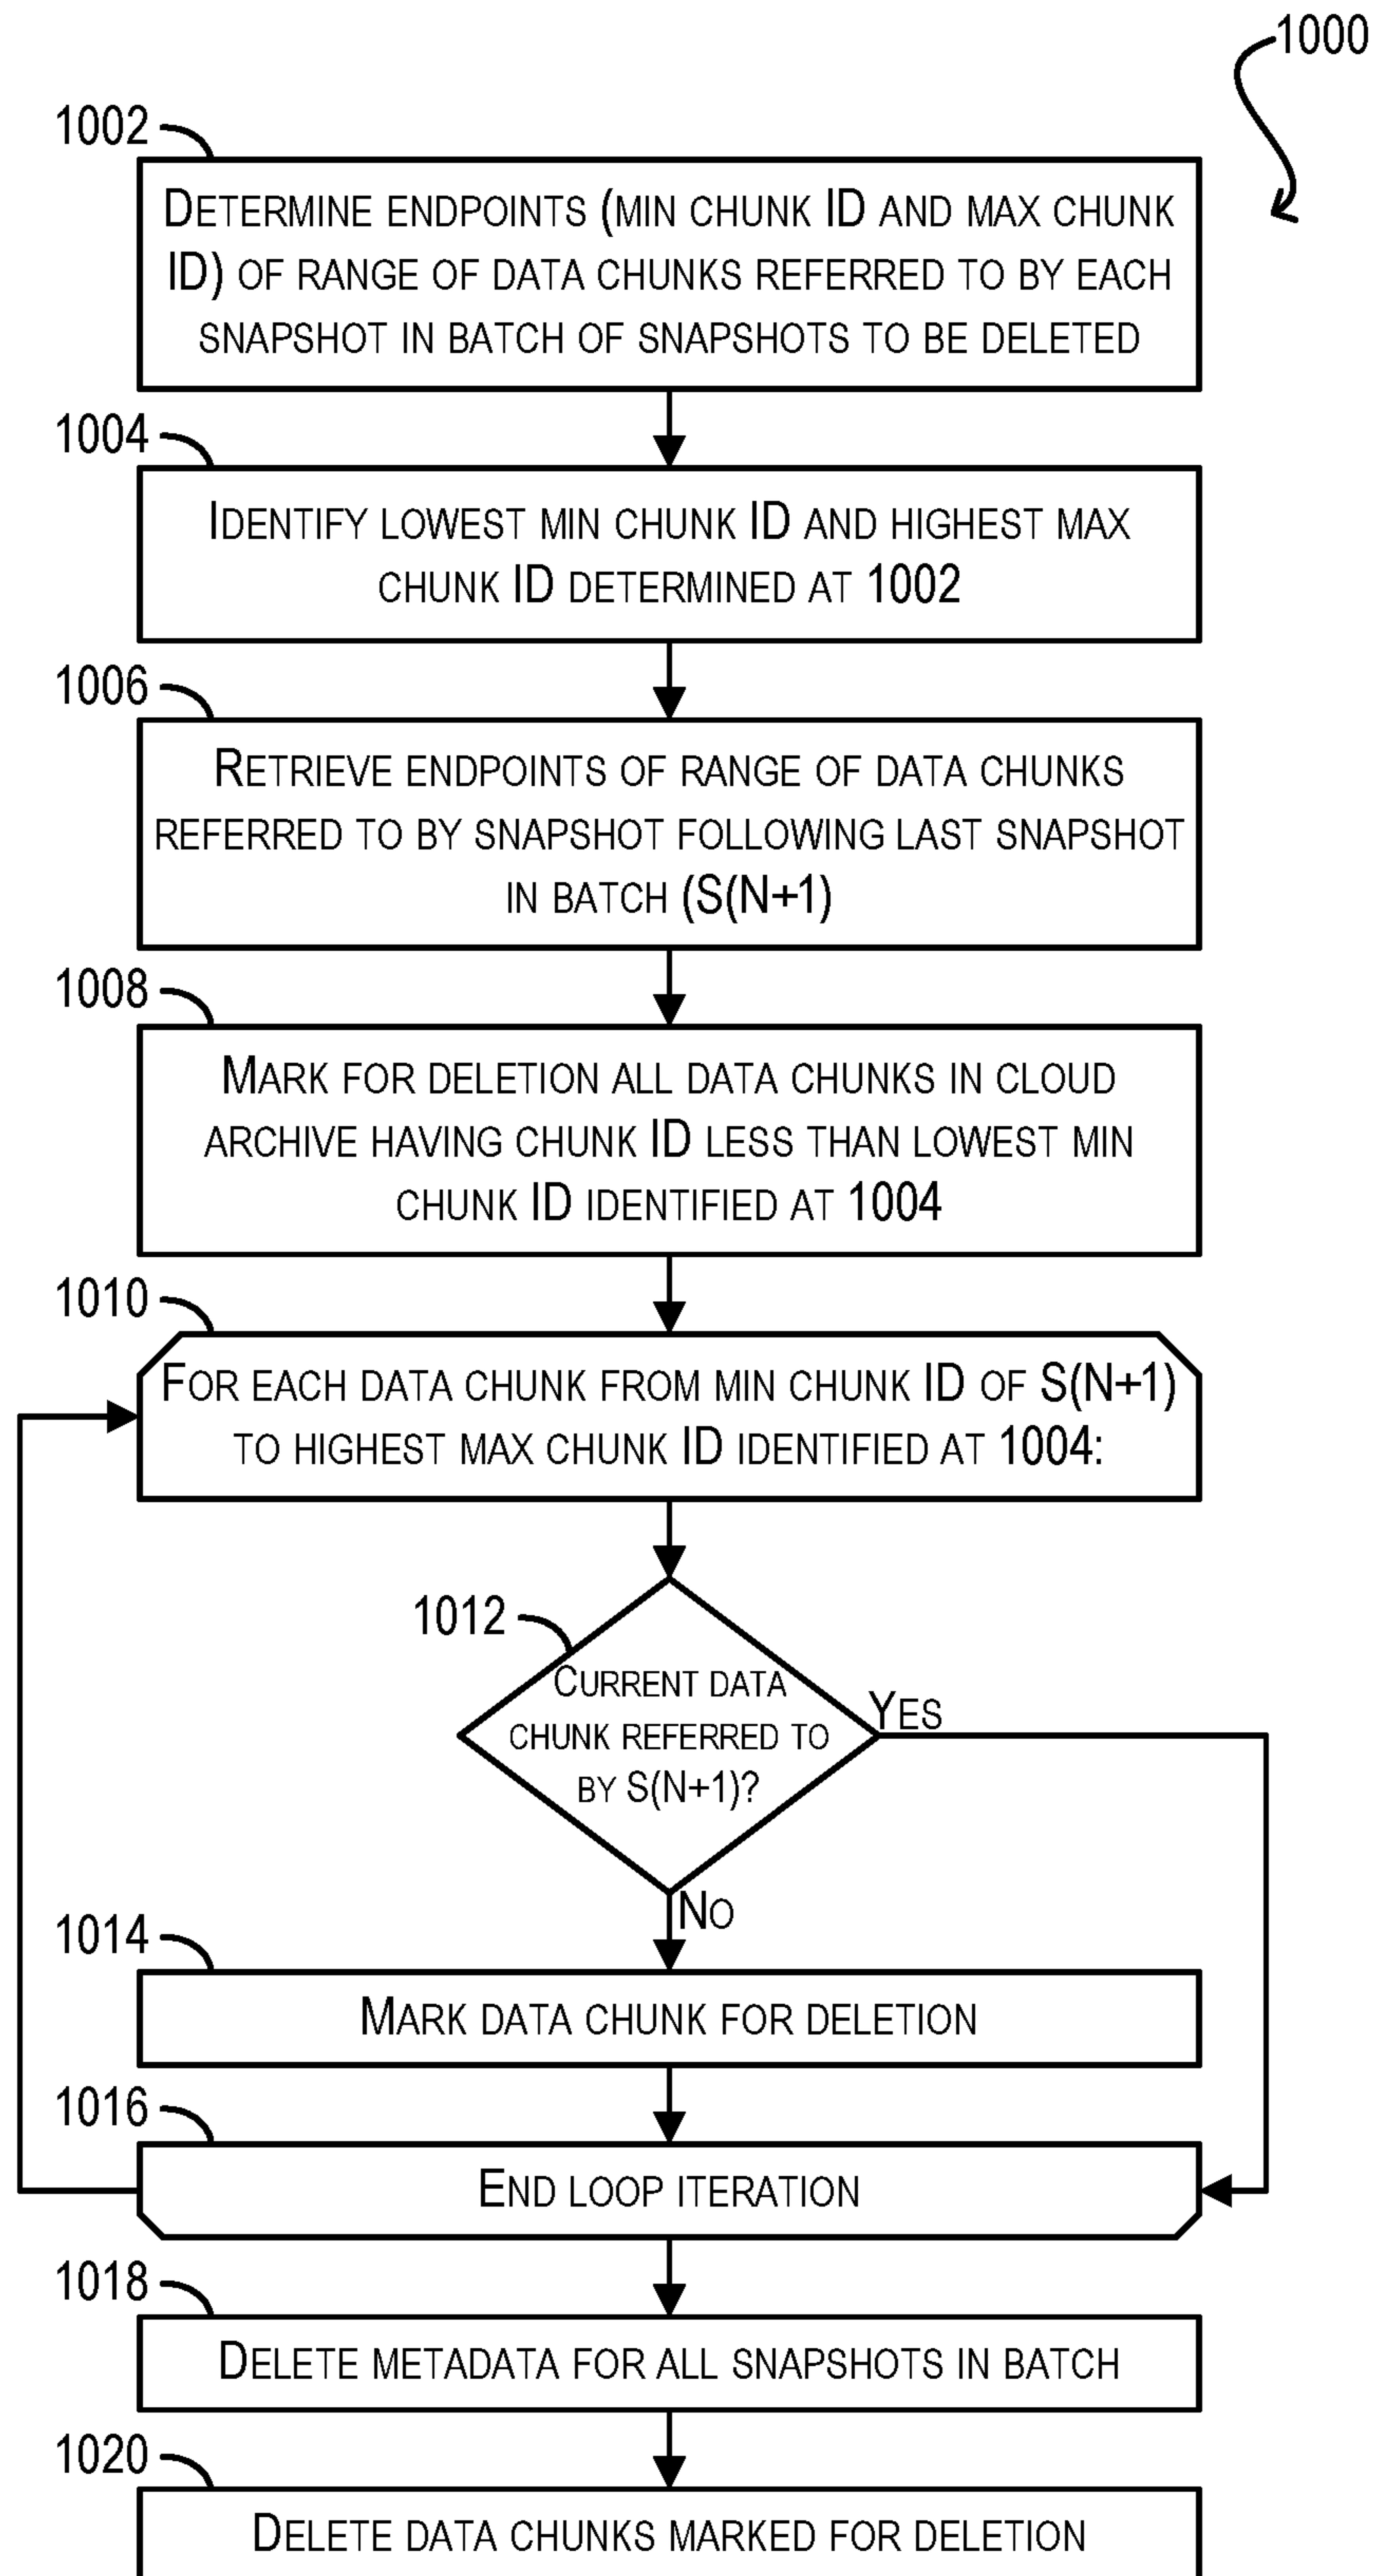 1000
1002
Determine endpoints (min chunk ID and max chunk
ID) of range of data chunks referred to by each
snapshot in batch of snapshots to be deleted
1004
Identify lowest min chunk ID and highest max
chunk ID determined at 1002
1006
Retrieve endpoints of range of data chunks
referred to by snapshot following last snapshot
in batch (S(N+1)
1008
Mark for deletion all data chunks in cloud
archive having chunk ID less than lowest min
chunk ID identified at 1004
1010
For each data chunk from min chunk ID of S(N+1)
to highest max chunk ID identified at 1004:
1012
Current data
chunk referred to
by S(N+1)?
Yes
No
1014
Mark data chunk for deletion
1016
End loop iteration
1018
Delete metadata for all snapshots in batch
1020
Delete data chunks marked for deletion